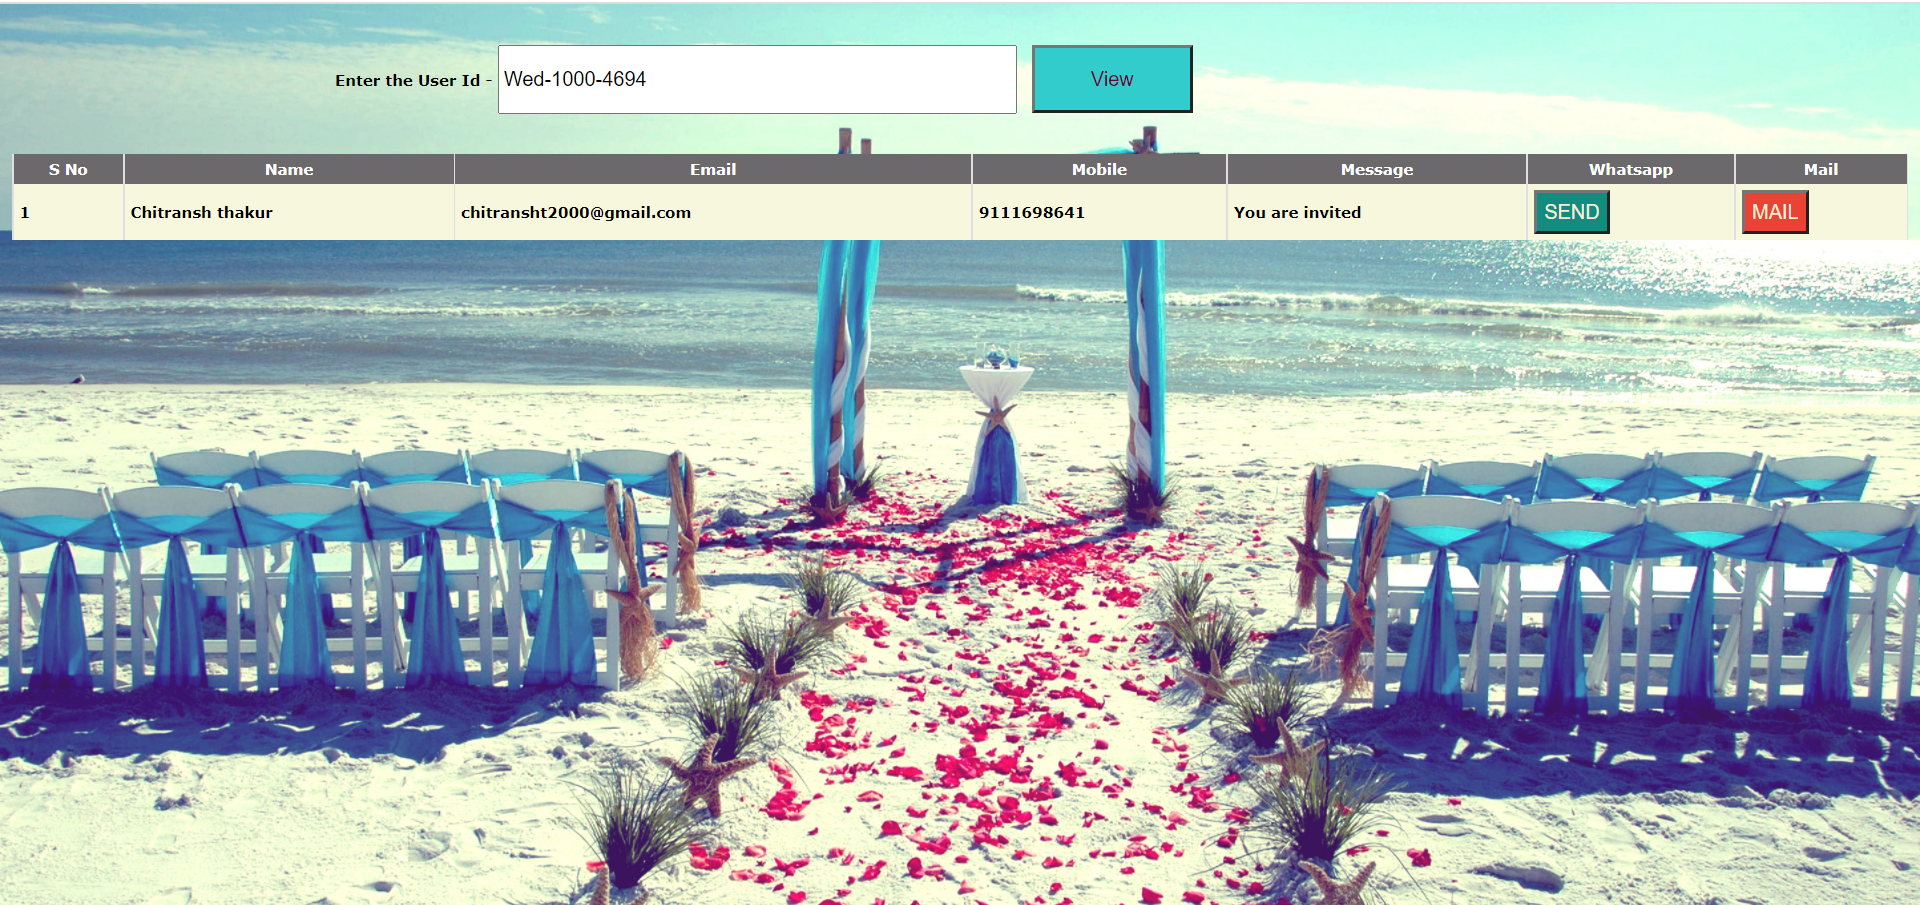 Enter the User Id - Wed-1000-4694 View
S No Name Email Mobile Message Whatsapp Mail
1 Chitransh thakur chitransht2000@gmail.com 9111698641 You are invited SEND MAIL